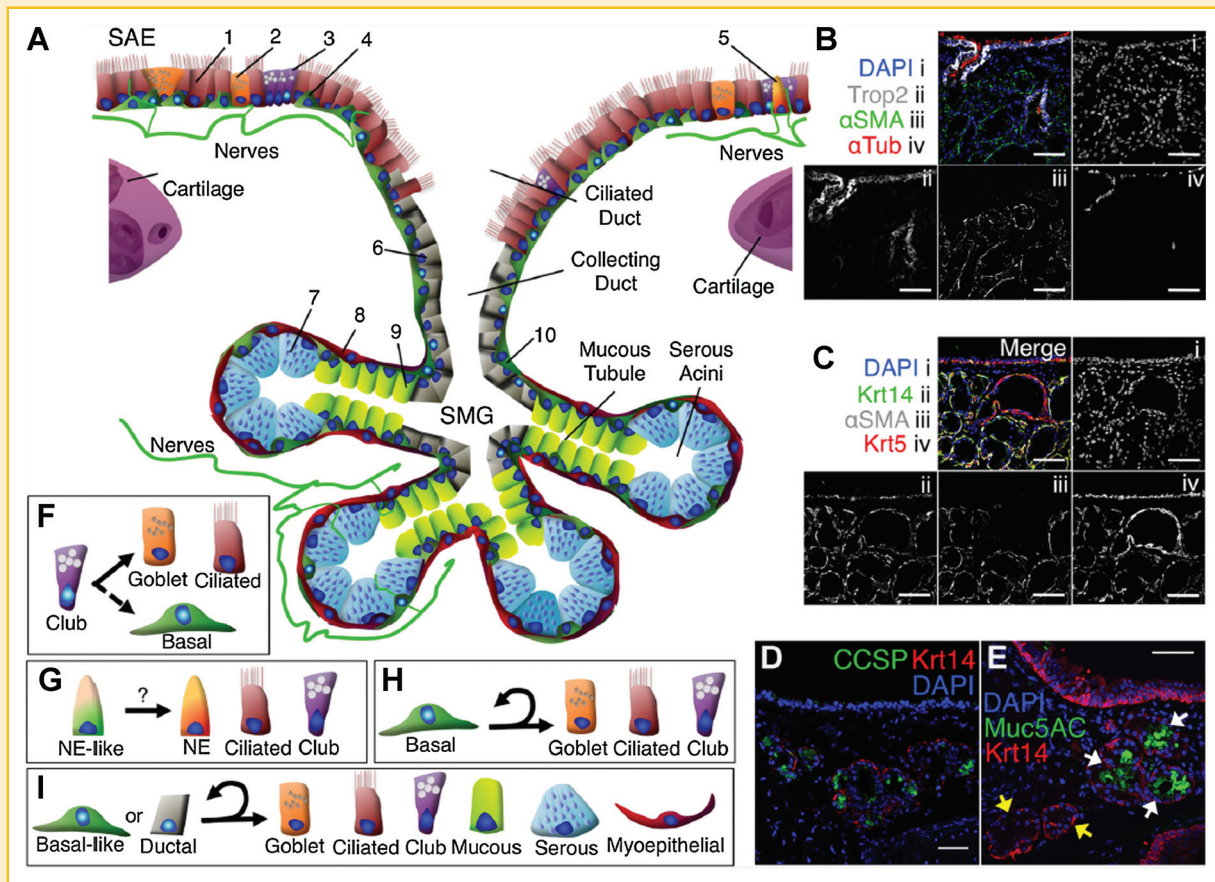 A
SAE
1
2
3
4
5
Nerves
Nerves
Cartilage
Ciliated
Duct
6
Collecting
Duct
Cartilage
7
8
9
10
Mucous
Tubule
Serous
Acini
SMG
Nerves
B
DAPI i
Trop2 ii
αSMA iii
αTub iv
i
ii
iii
iv
C
DAPI i
Krt14 ii
αSMA iii
Krt5 iv
Merge
i
ii
iii
iv
D
CCSP Krt14
DAPI
E
DAPI
Muc5AC
Krt14
F
Club
Goblet Ciliated
Basal
G
?
NE-like NE Ciliated Club
H
Basal Goblet Ciliated Club
I
or
Basal-like Ductal Goblet Ciliated Club Mucous Serous Myoepithelial